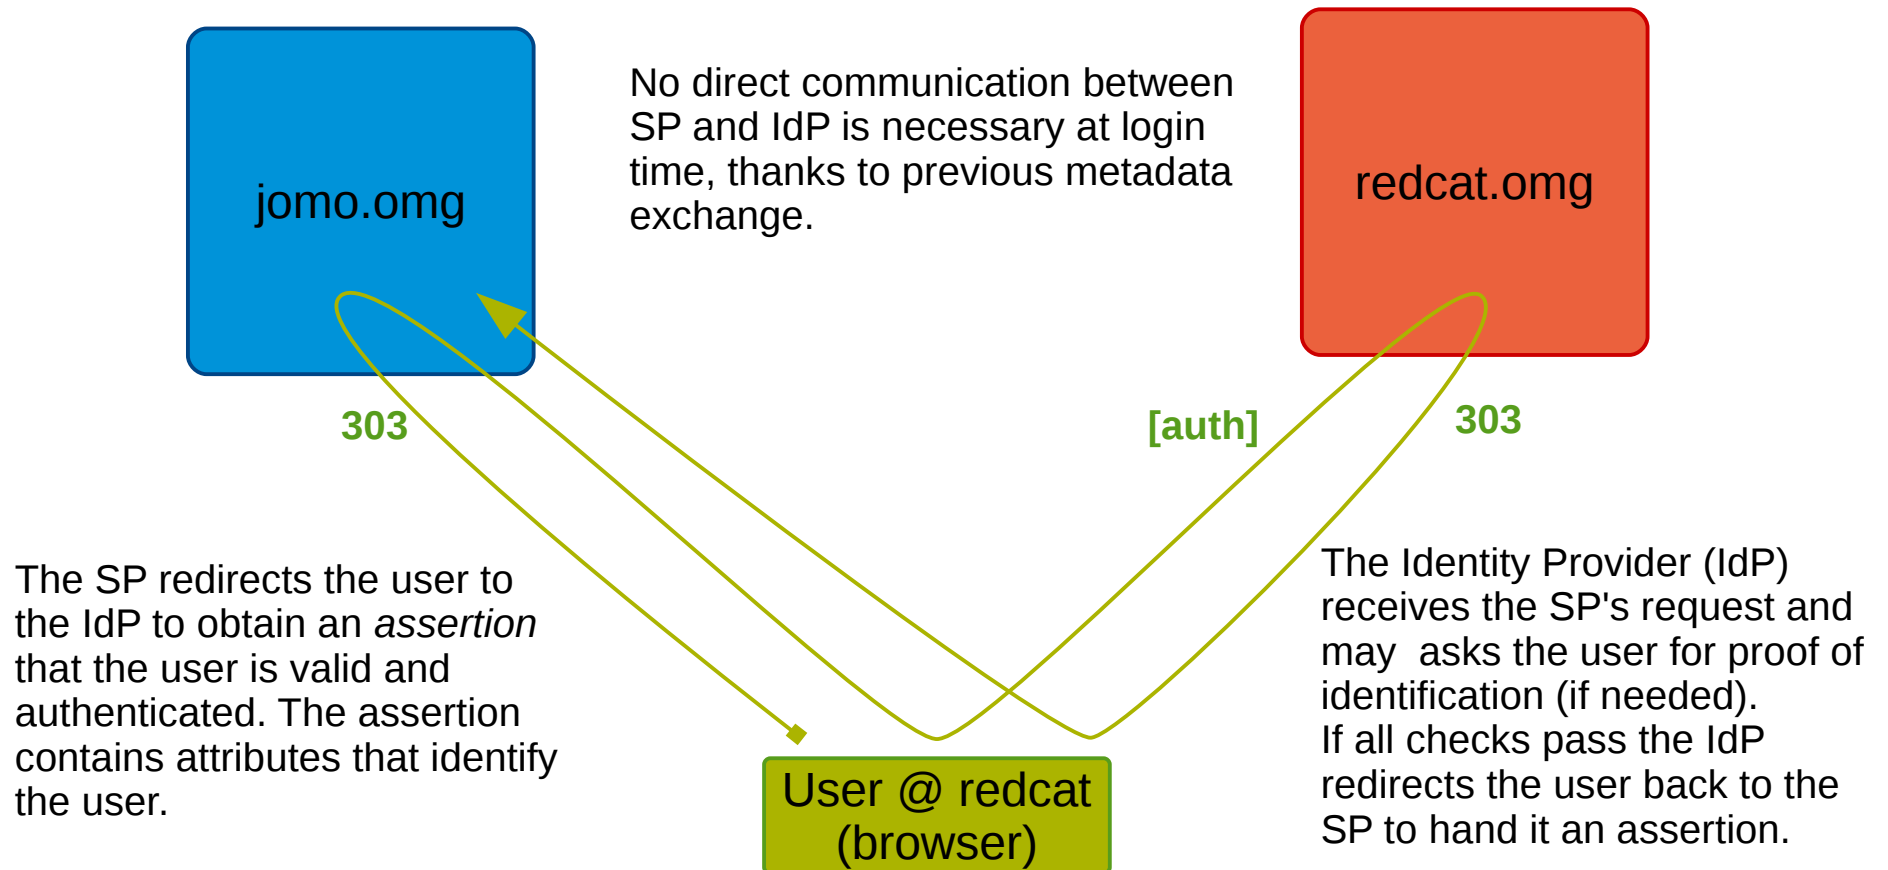 jomo.omg
No direct communication between
SP and IdP is necessary at login
time, thanks to previous metadata
exchange.
redcat.omg
303
[auth]
303
The SP redirects the user to
the IdP to obtain an assertion
that the user is valid and
authenticated. The assertion
contains attributes that identify
the user.
The Identity Provider (IdP)
receives the SP's request and
may  asks the user for proof of
identification (if needed).
If all checks pass the IdP
redirects the user back to the
SP to hand it an assertion.
User @ redcat
(browser)